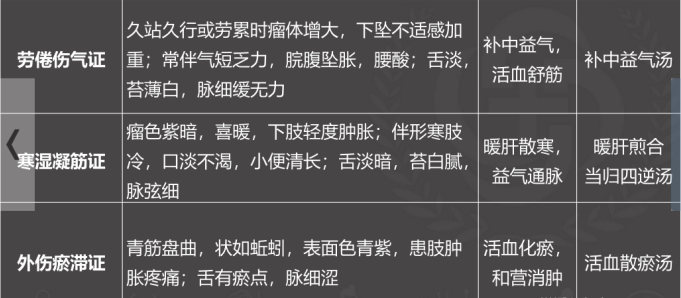 劳倦伤气证
久站久行或劳累时瘤体增大，下坠不适感加
重；常伴气短乏力，脘腹坠胀，腰酸；舌淡，
苔薄白，脉细缓无力
补中益气，
活血舒筋
补中益气汤
寒湿凝筋证
瘤色紫暗，喜暖，下肢轻度肿胀；伴形寒肢
冷，口淡不渴，小便清长；舌淡暗，苔白腻，
脉弦细
暖肝散寒，
益气通脉
暖肝煎合
当归四逆汤
外伤瘀滞证
青筋盘曲，状如蚯蚓，表面色青紫，患肢肿
胀疼痛；舌有瘀点，脉细涩
活血化瘀，
和营消肿
活血散瘀汤